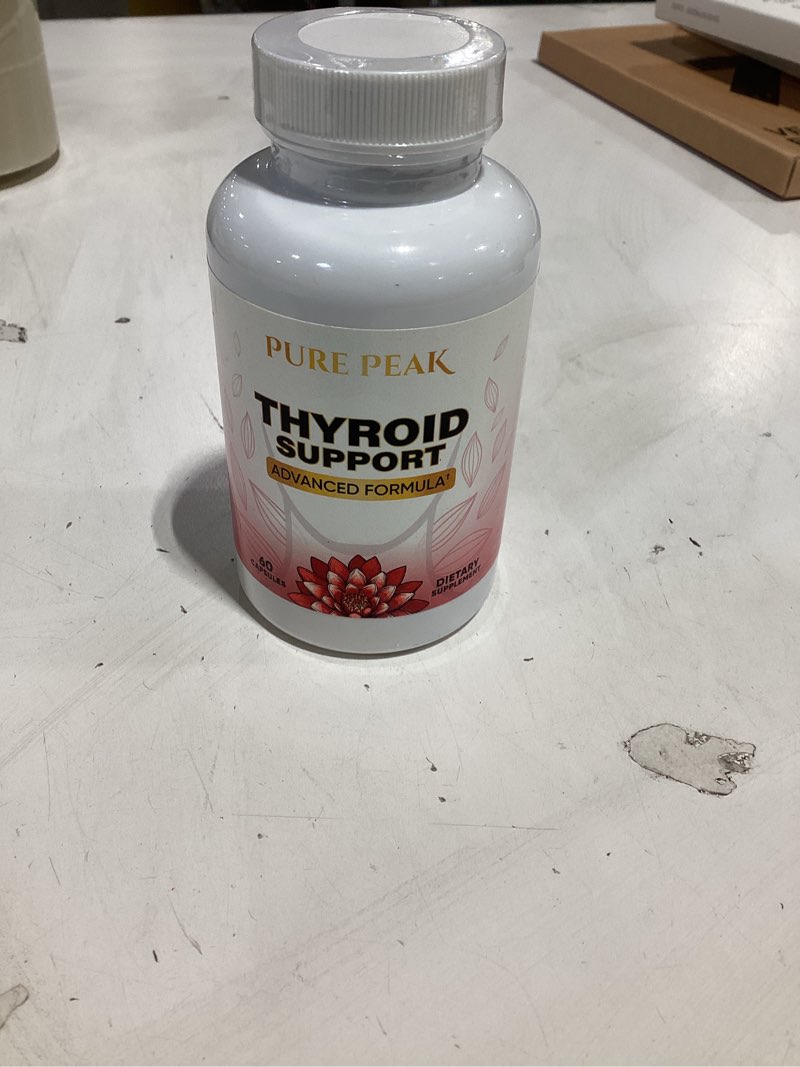 PURE PEAK
THYROID
SUPPORT
ADVANCED FORMULA†
60
CAPSULES
DIETARY
SUPPLEMENT